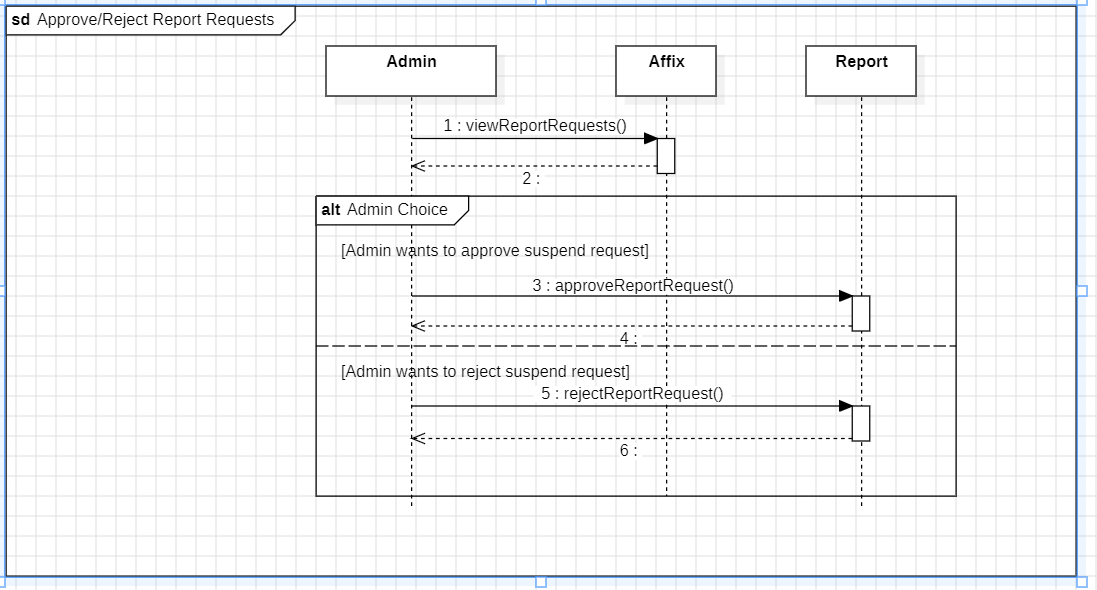 sd Approve/Reject Report Requests
Admin
Affix
Report
1 : viewReportRequests()
2 :
alt Admin Choice
[Admin wants to approve suspend request]
3 : approveReportRequest()
4 :
[Admin wants to reject suspend request]
5 : rejectReportRequest()
6 :